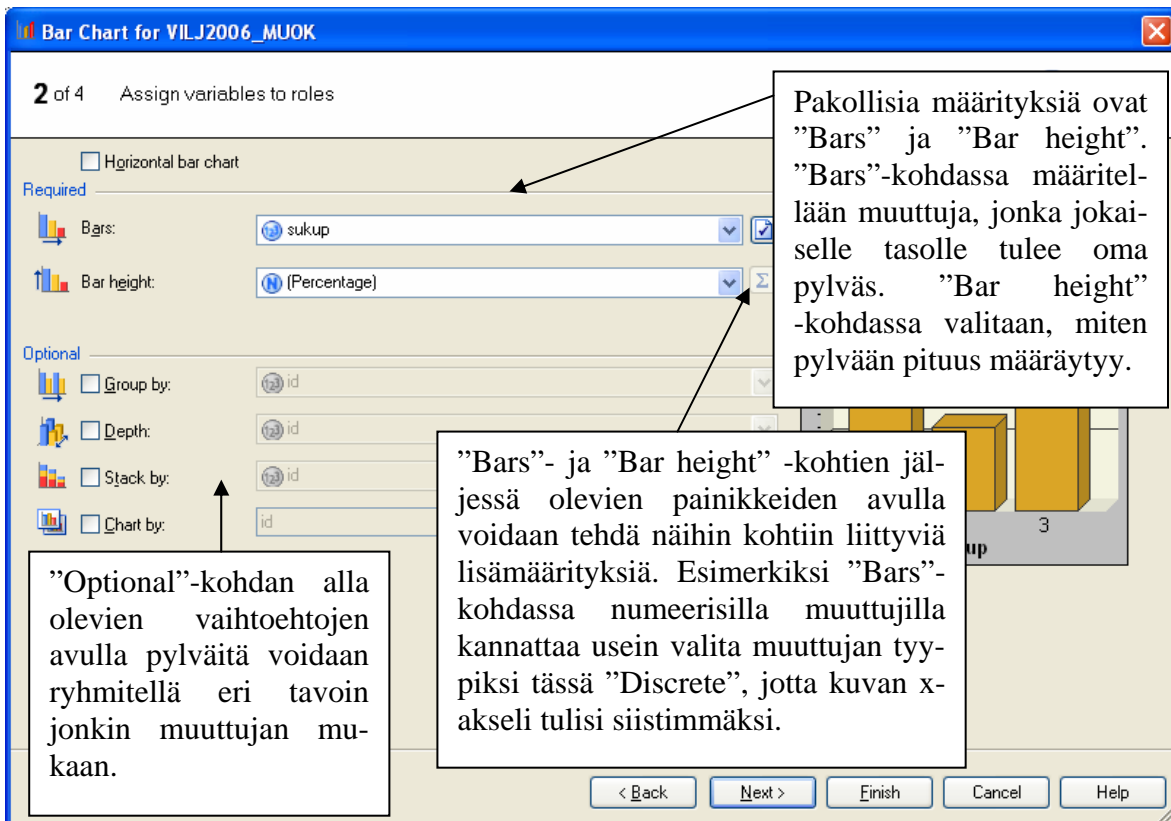 Bar Chart for VILJ2006_MUOK
2 of 4 Assign variables to roles
Horizontal bar chart
Required
Bars: 123 sukup
Bar height: N (Percentage) Σ
Optional
Group by: 123 id
Depth: 123 id
Stack by: 123 id
Chart by: id
Pakollisia määrityksiä ovat
”Bars” ja ”Bar height”.
”Bars”-kohdassa määritel-
lään muuttuja, jonka jokai-
selle tasolle tulee oma
pylväs. ”Bar height”
-kohdassa valitaan, miten
pylvään pituus määräytyy.
3
up
”Bars”- ja ”Bar height” -kohtien jäl-
jessä olevien painikkeiden avulla
voidaan tehdä näihin kohtiin liittyviä
lisämäärityksiä. Esimerkiksi ”Bars”-
kohdassa numeerisilla muuttujilla
kannattaa usein valita muuttujan tyy-
piksi tässä ”Discrete”, jotta kuvan x-
akseli tulisi siistimmäksi.
”Optional”-kohdan alla
olevien vaihtoehtojen
avulla pylväitä voidaan
ryhmitellä eri tavoin
jonkin muuttujan mu-
kaan.
< Back Next > Finish Cancel Help